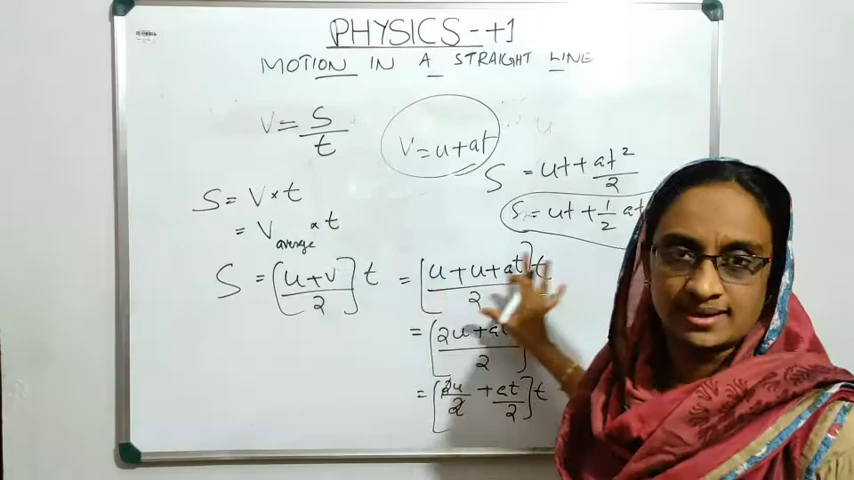 PHYSICS - +1
MOTION IN A STRAIGHT LINE
V = S/t
V = u + at
S = V × t
= V average × t
S = [(u + v)/2] t = [(u + u + at)/2] t
= [(2u + at)/2]
= [2u/2 + at/2] t
S = ut + at²/2
S = ut + 1/2 at